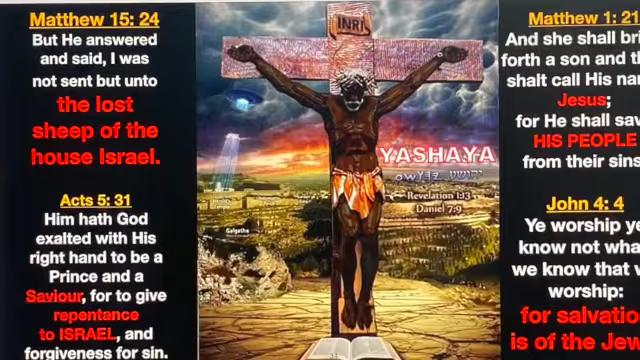 Matthew 15: 24
But He answered
and said, I was
not sent but unto
the lost
sheep of the
house Israel.
Acts 5: 31
Him hath God
exalted with His
right hand to be a
Prince and a
Saviour, for to give
repentance
to ISRAEL, and
forgiveness for sin.
INRI
YASHAYA
Revelation 1:13
Daniel 7:9
Golgatha
Matthew 1: 21
And she shall bri
forth a son and t
shalt call His na
Jesus;
for He shall sav
HIS PEOPLE
from their sins
John 4: 4
Ye worship ye
know not wha
we know that w
worship:
for salvatio
is of the Jew